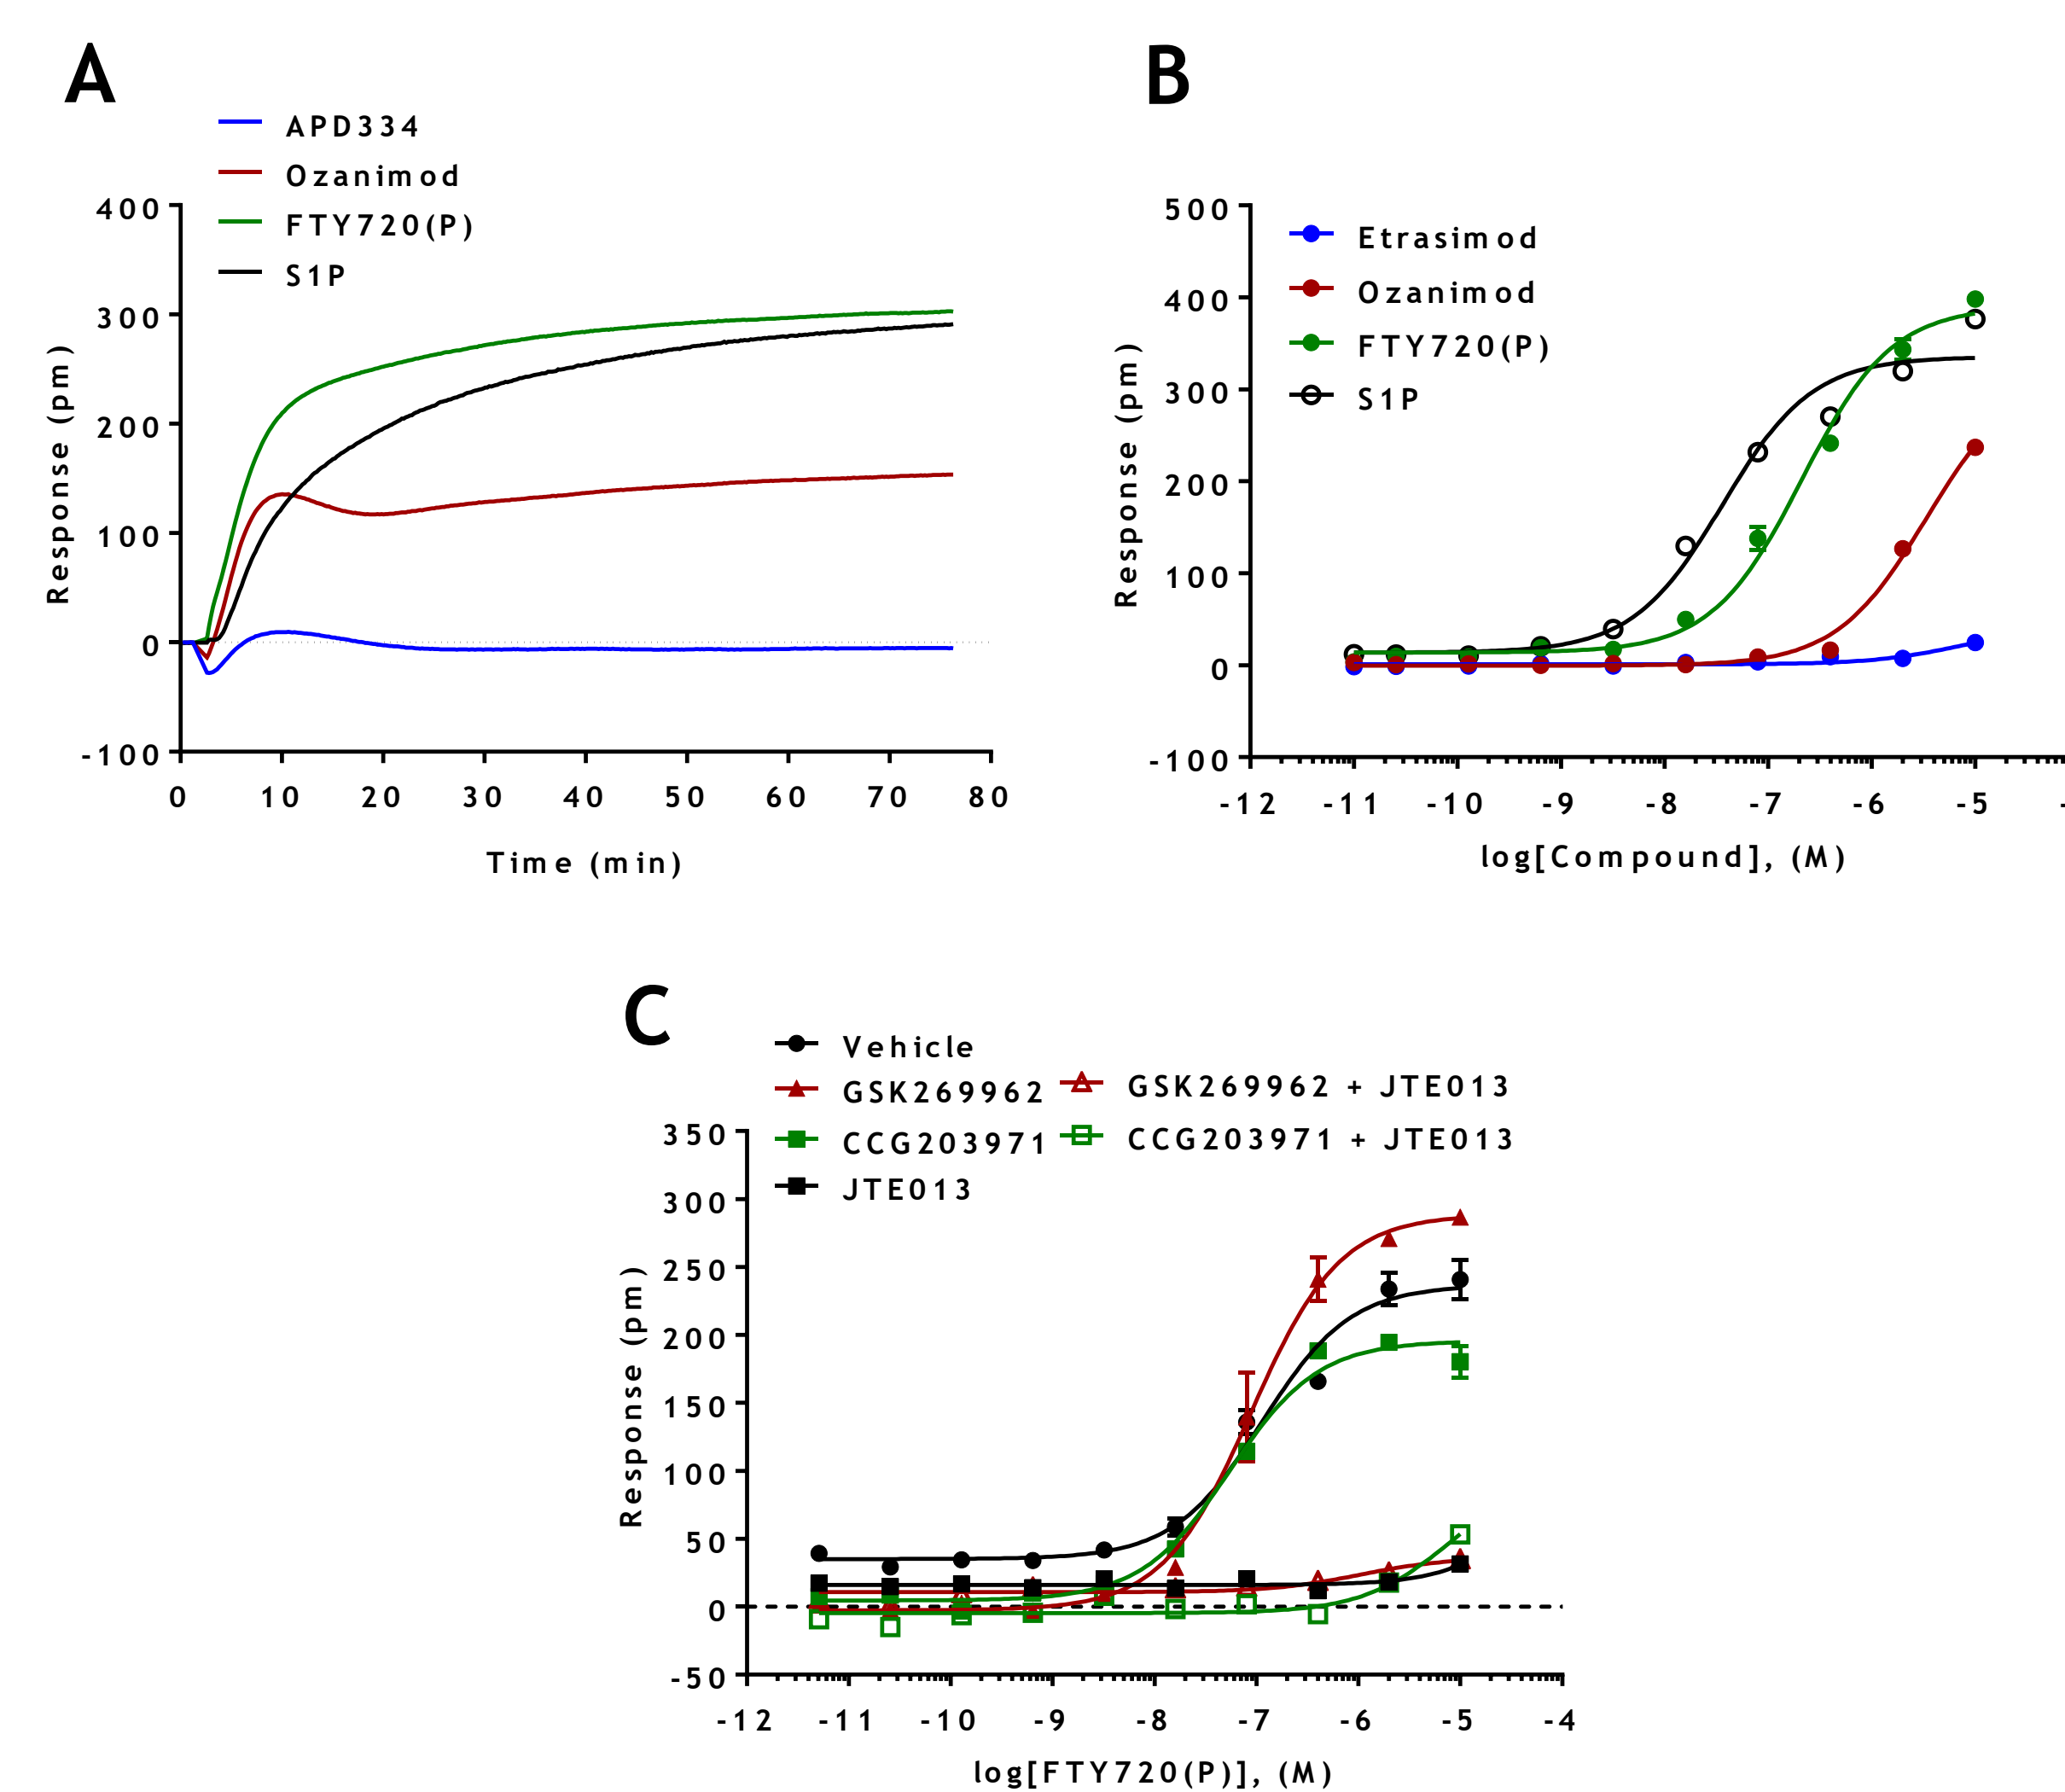 A
APD334
Ozanimod
FTY720(P)
S1P
400
300
200
100
0
-100
Response (pm)
0 10 20 30 40 50 60 70 80
Time (min)
B
Etrasimod
Ozanimod
FTY720(P)
S1P
500
400
300
200
100
0
-100
Response (pm)
-12 -11 -10 -9 -8 -7 -6 -5
log[Compound], (M)
C
Vehicle
GSK269962
CCG203971
JTE013
GSK269962 + JTE013
CCG203971 + JTE013
350
300
250
200
150
100
50
0
-50
Response (pm)
-12 -11 -10 -9 -8 -7 -6 -5 -4
log[FTY720(P)], (M)